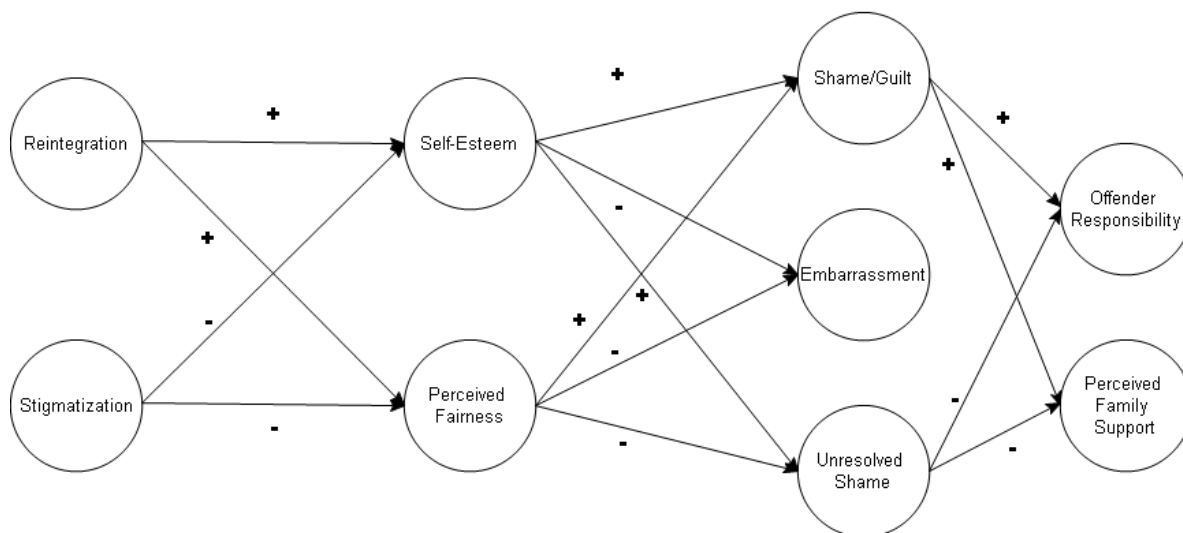 Reintegration
Stigmatization
Self-Esteem
Perceived
Fairness
Shame/Guilt
Embarrassment
Unresolved
Shame
Offender
Responsibility
Perceived
Family
Support
+
+
-
-
+
-
+
+
-
-
+
+
-
-